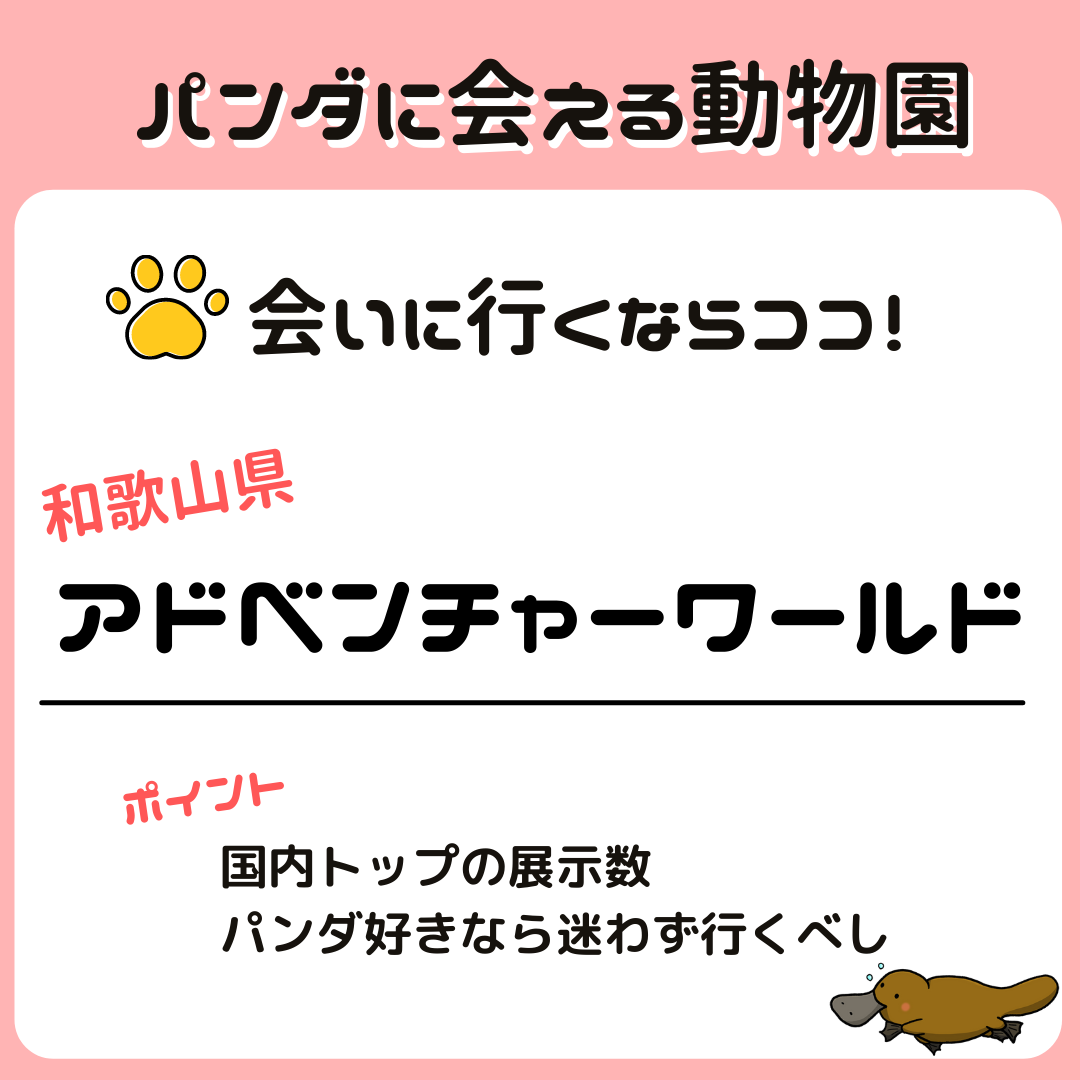 パンダに会える動物園
会いに行くならココ!
和歌山県
アドベンチャーワールド
ポイント
国内トップの展示数
パンダ好きなら迷わず行くべし